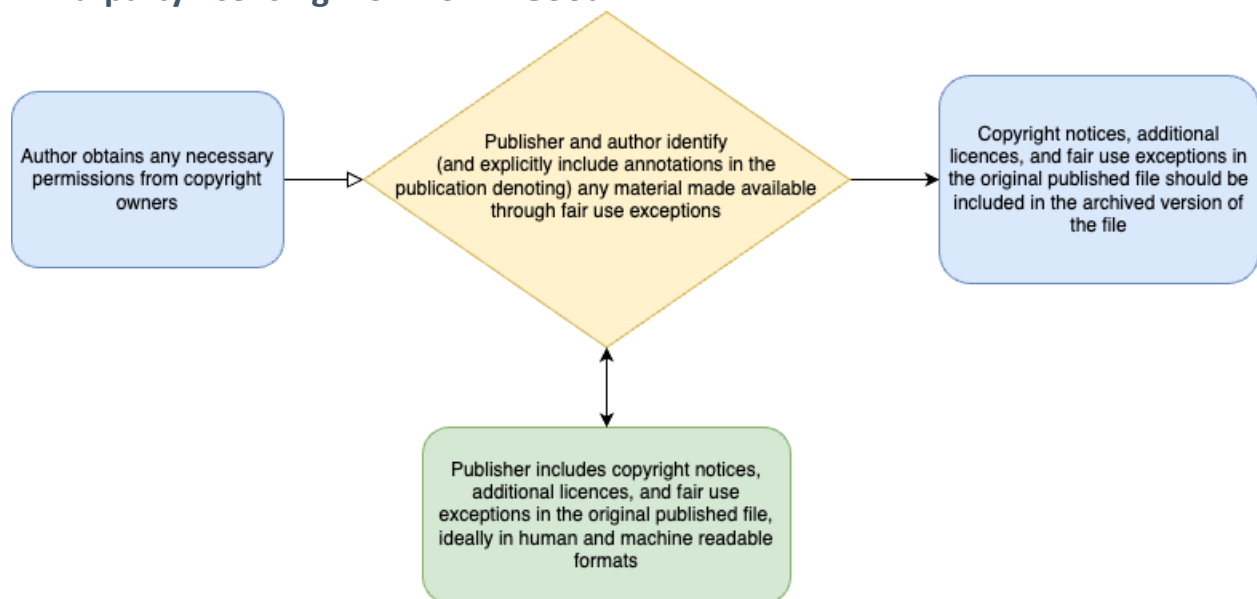 Author obtains any necessary
permissions from copyright
owners
Publisher and author identify
(and explicitly include annotations in the
publication denoting) any material made available
through fair use exceptions
Copyright notices, additional
licences, and fair use exceptions in
the original published file should be
included in the archived version of
the file
Publisher includes copyright notices,
additional licences, and fair use
exceptions in the original published file,
ideally in human and machine readable
formats